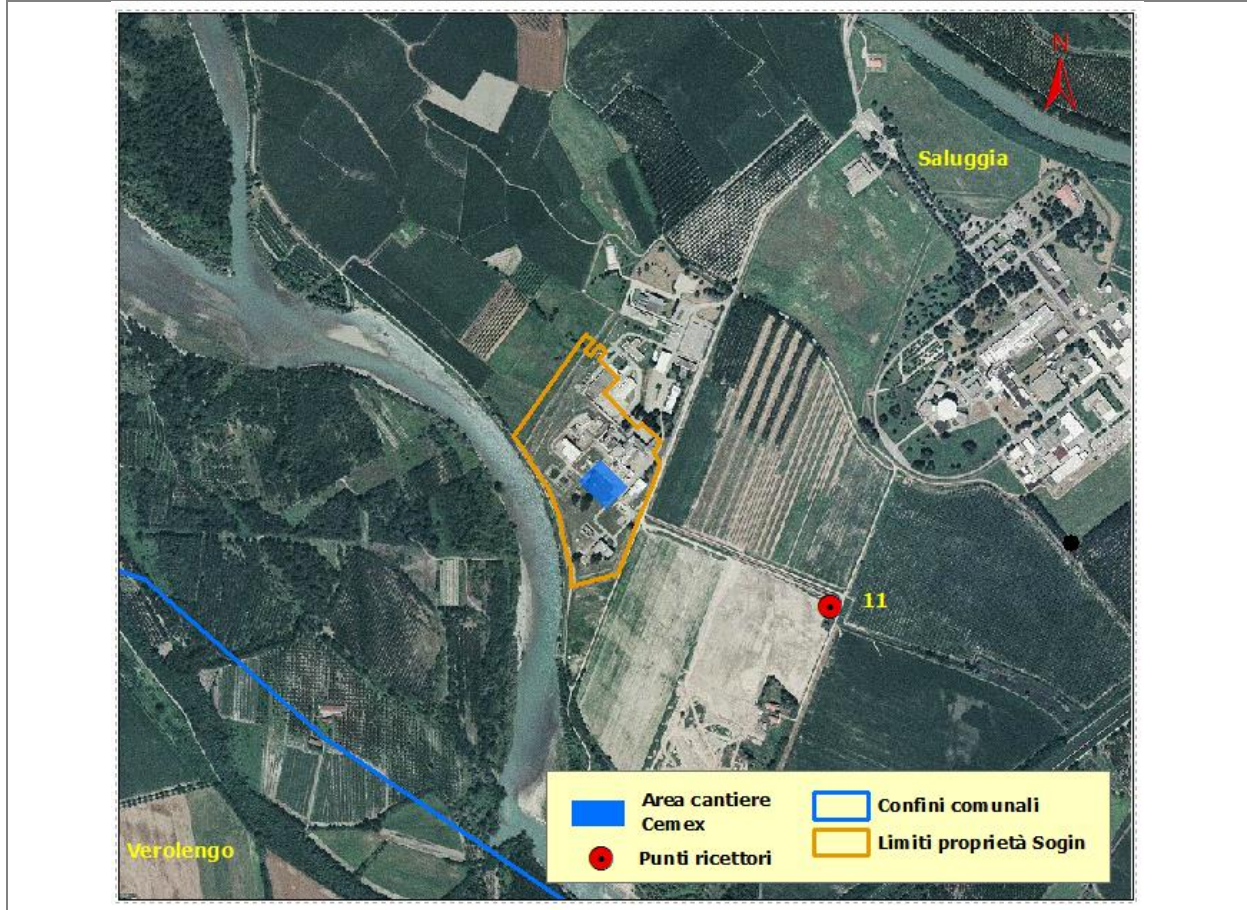 N
Saluggia
11
Verolengo
Area cantiere
Cemex
Punti ricettori
Confini comunali
Limiti proprietà Sogin